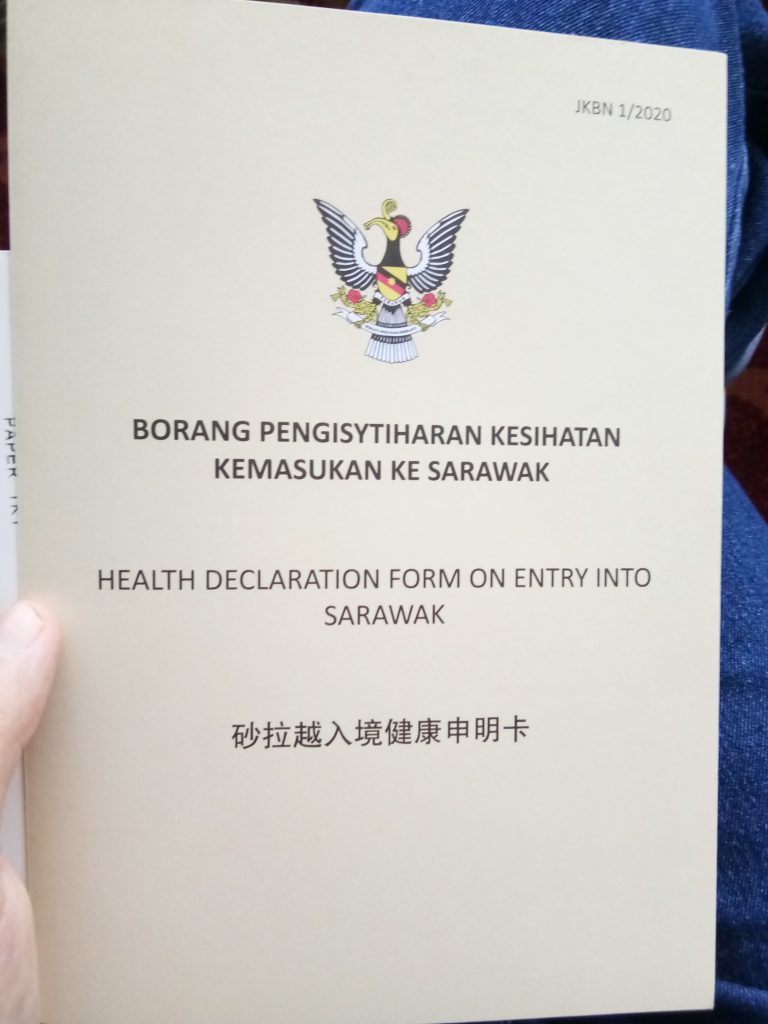 JKBN 1/2020
BORANG PENGISYTIHARAN KESIHATAN
KEMASUKAN KE SARAWAK
HEALTH DECLARATION FORM ON ENTRY INTO
SARAWAK
砂拉越入境健康申明卡
PAPER